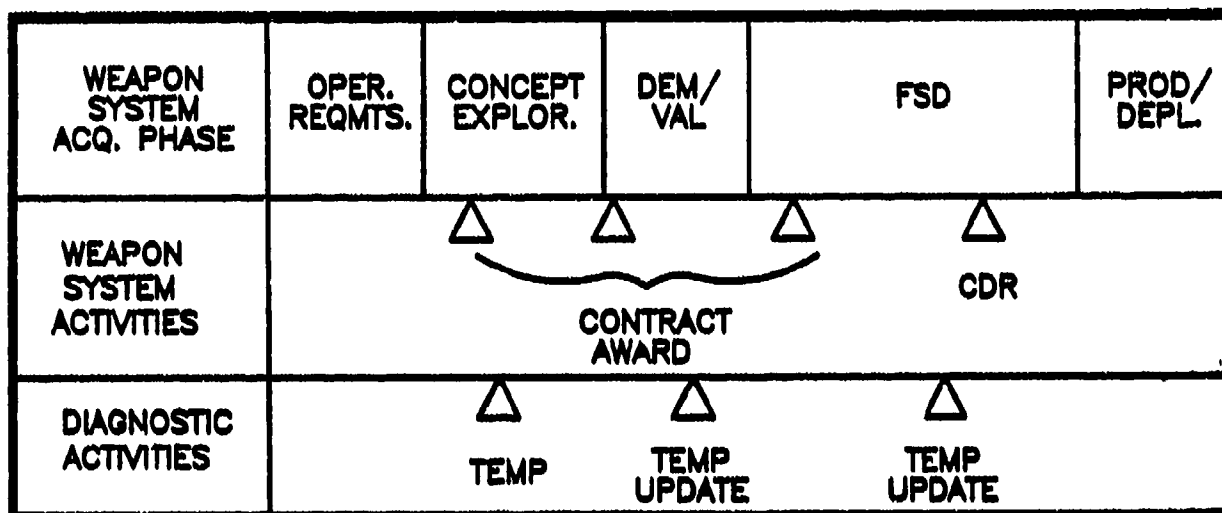 WEAPON
SYSTEM
ACQ. PHASE
OPER.
REQMTS.
CONCEPT
EXPLOR.
DEM/
VAL
FSD
PROD/
DEPL.
WEAPON
SYSTEM
ACTIVITIES
CONTRACT
AWARD
CDR
DIAGNOSTIC
ACTIVITIES
TEMP
TEMP
UPDATE
TEMP
UPDATE